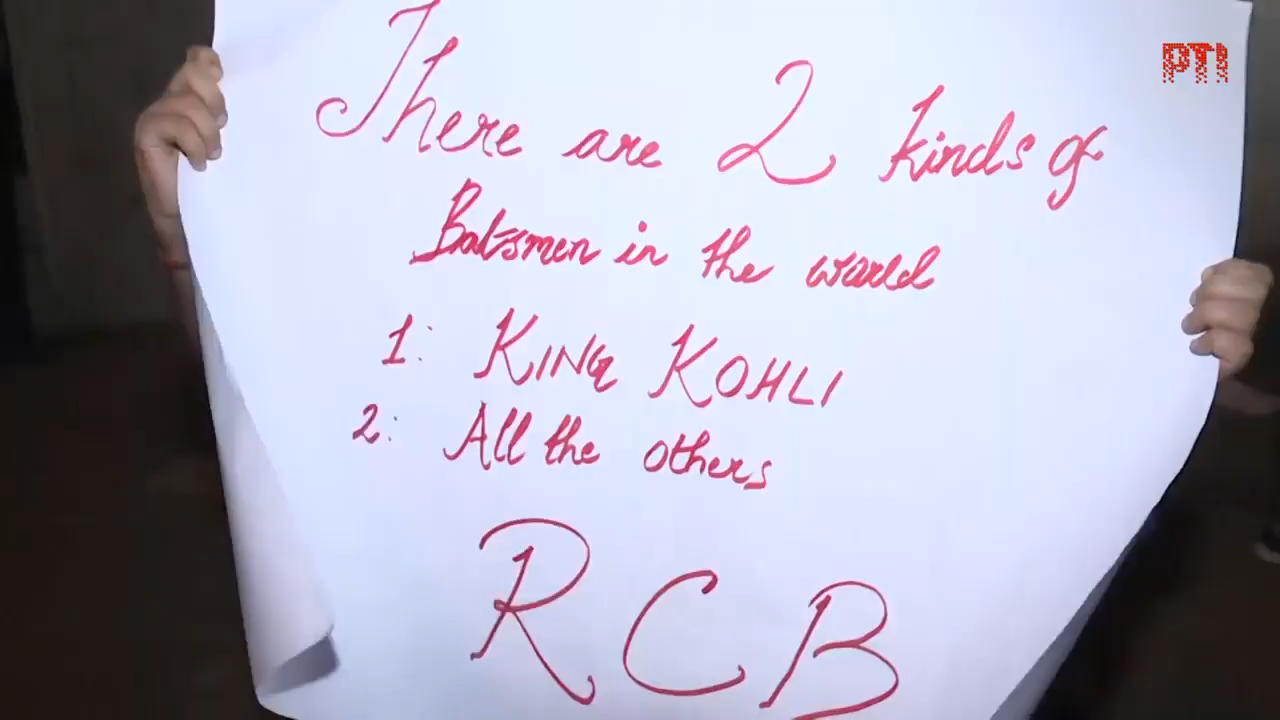 PTI
There are 2 kinds of
Batsmen in the world
1: KING KOHLI
2: All the others
RCB